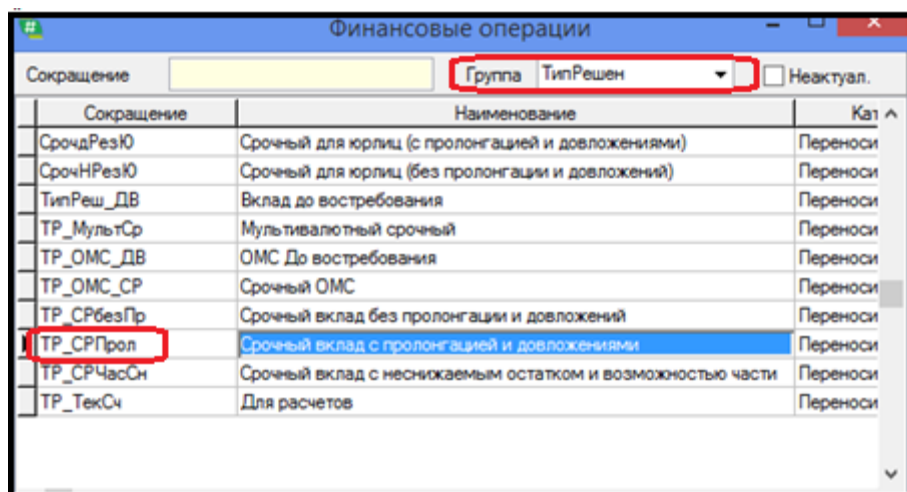 Финансовые операции
Сокращение Группа ТипРешен Неактуал.
Сокращение Наименование Кат
СрочдРезЮ Срочный для юрлиц (с пролонгацией и довложениями) Переноси
СрочНРезЮ Срочный для юрлиц (без пролонгации и довложений) Переноси
ТипРеш_ДВ Вклад до востребования Переноси
ТР_МультСр Мультивалютный срочный Переноси
ТР_ОМС_ДВ ОМС До востребования Переноси
ТР_ОМС_СР Срочный ОМС Переноси
ТР_СРбезПр Срочный вклад без пролонгации и довложений Переноси
ТР_СРПрол Срочный вклад с пролонгацией и довложениями Переноси
ТР_СРЧасСн Срочный вклад с неснижаемым остатком и возможностью части Переноси
ТР_ТекСч Для расчетов Переноси